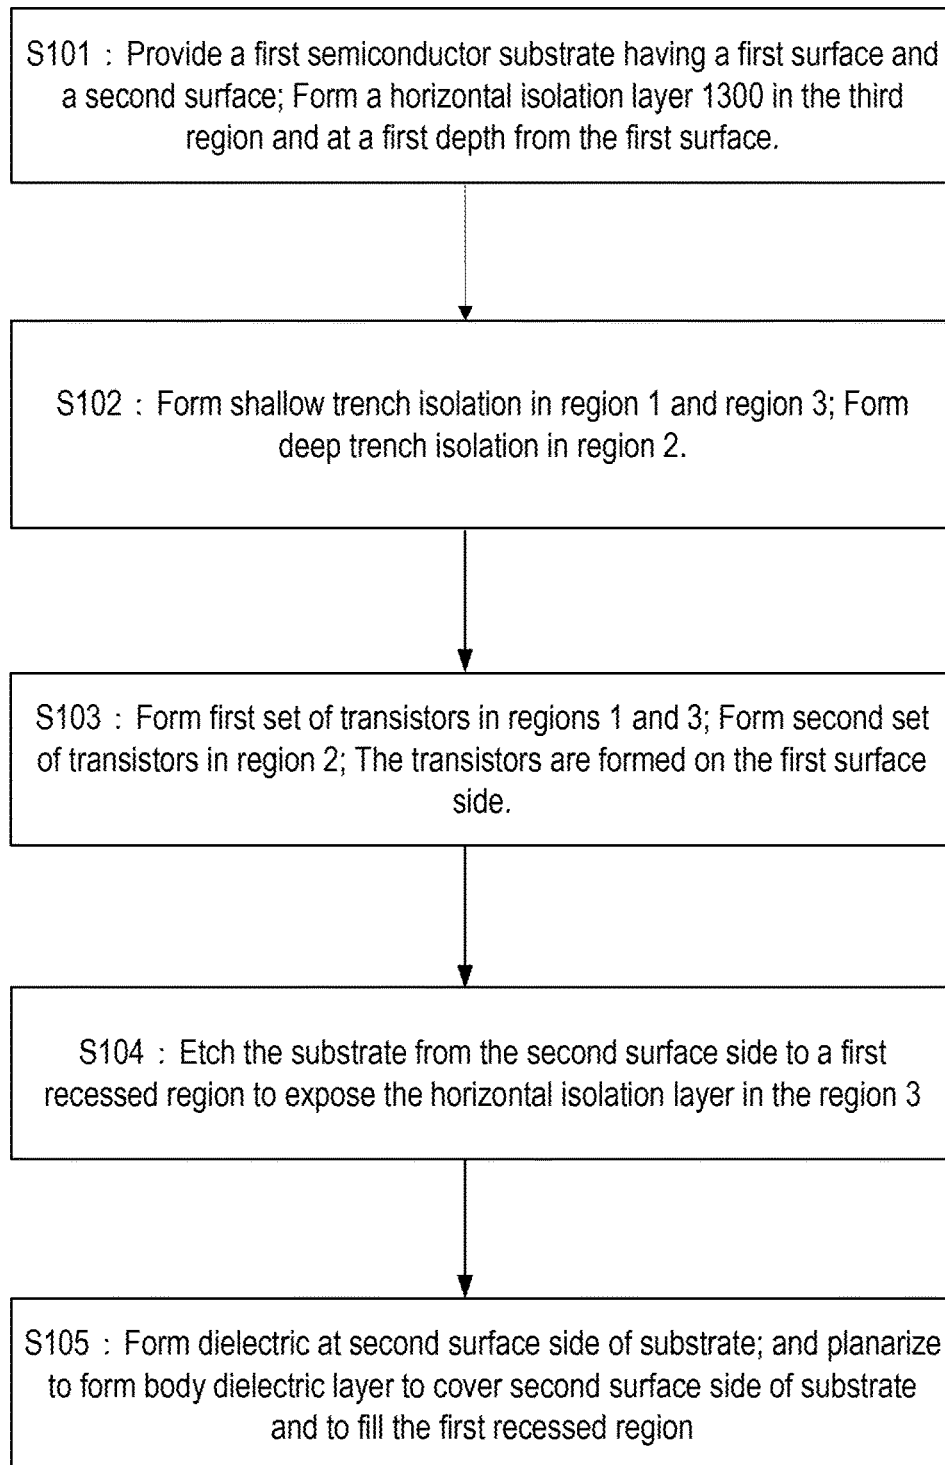 S101 : Provide a first semiconductor substrate having a first surface and
a second surface; Form a horizontal isolation layer 1300 in the third
region and at a first depth from the first surface.
S102 : Form shallow trench isolation in region 1 and region 3; Form
deep trench isolation in region 2.
S103 : Form first set of transistors in regions 1 and 3; Form second set
of transistors in region 2; The transistors are formed on the first surface
side.
S104 : Etch the substrate from the second surface side to a first
recessed region to expose the horizontal isolation layer in the region 3
S105 : Form dielectric at second surface side of substrate; and planarize
to form body dielectric layer to cover second surface side of substrate
and to fill the first recessed region